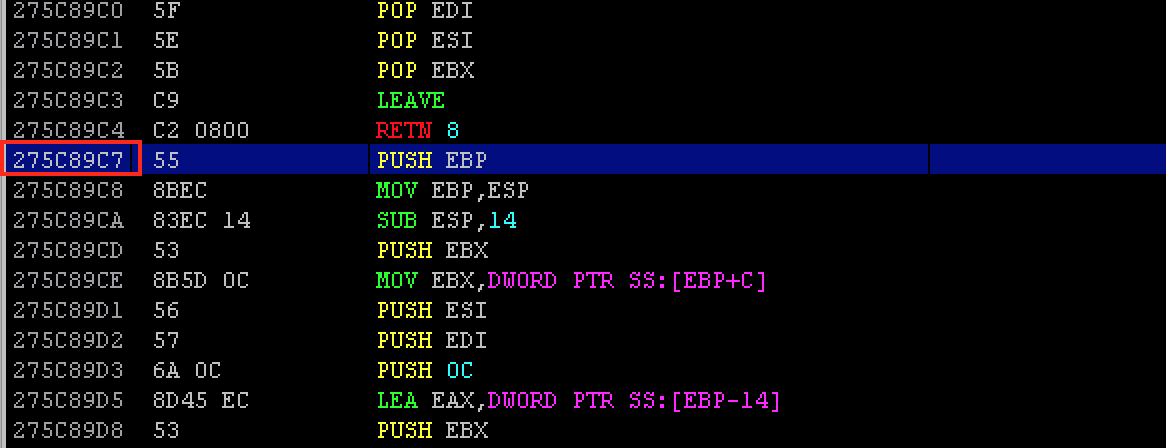 275C89C0 5F POP EDI
275C89C1 5E POP ESI
275C89C2 5B POP EBX
275C89C3 C9 LEAVE
275C89C4 C2 0800 RETN 8
275C89C7 55 PUSH EBP
275C89C8 8BEC MOV EBP,ESP
275C89CA 83EC 14 SUB ESP,14
275C89CD 53 PUSH EBX
275C89CE 8B5D 0C MOV EBX,DWORD PTR SS:[EBP+C]
275C89D1 56 PUSH ESI
275C89D2 57 PUSH EDI
275C89D3 6A 0C PUSH 0C
275C89D5 8D45 EC LEA EAX,DWORD PTR SS:[EBP-14]
275C89D8 53 PUSH EBX